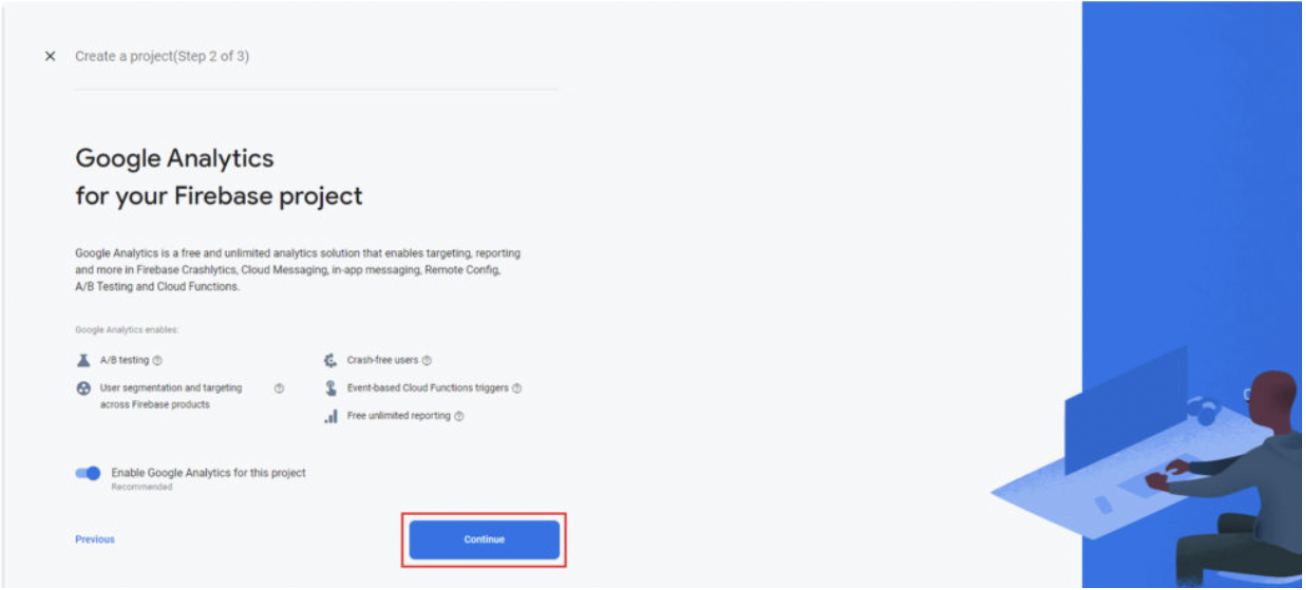 Create a project(Step 2 of 3)
Google Analytics
for your Firebase project
Google Analytics is a free and unlimited analytics solution that enables targeting, reporting
and more in Firebase Crashlytics, Cloud Messaging, in-app messaging, Remote Config,
A/B Testing and Cloud Functions.
Google Analytics enables:
A/B testing
User segmentation and targeting
across Firebase products
Crash-free users
Event-based Cloud Functions triggers
Free unlimited reporting
Enable Google Analytics for this project
Recommended
Previous
Continue